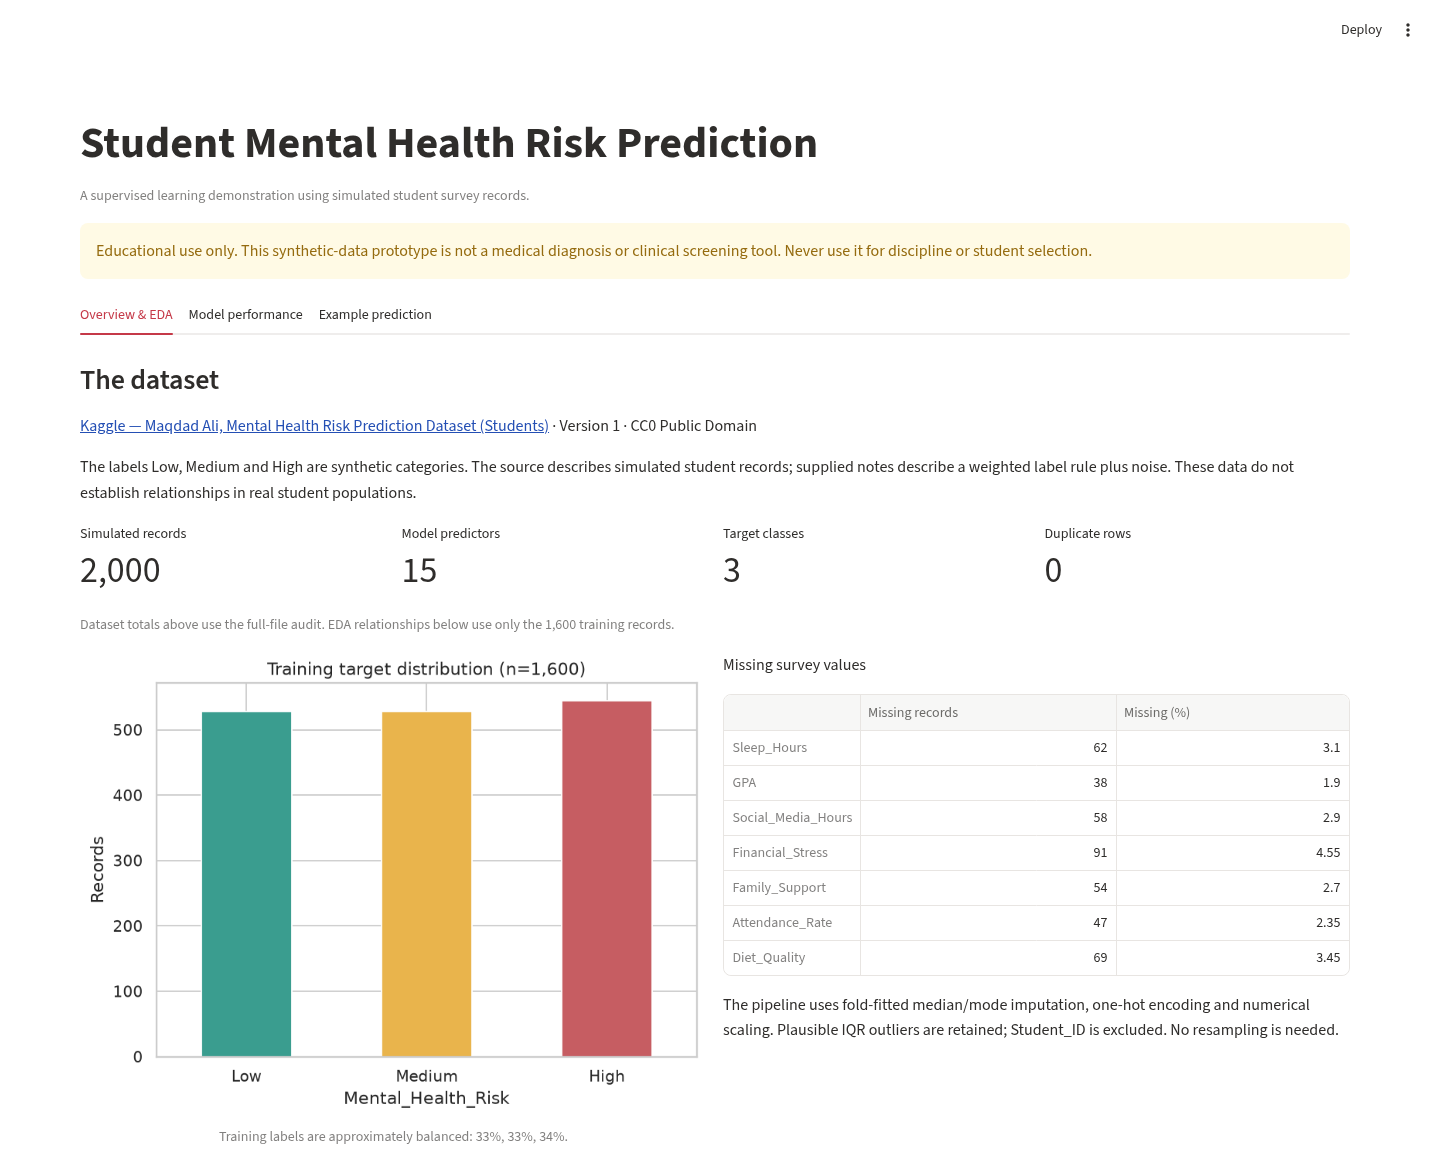 Deploy
Student Mental Health Risk Prediction
A supervised learning demonstration using simulated student survey records.
Educational use only. This synthetic-data prototype is not a medical diagnosis or clinical screening tool. Never use it for discipline or student selection.
Overview & EDA Model performance Example prediction
The dataset
Kaggle — Maqdad Ali, Mental Health Risk Prediction Dataset (Students) · Version 1 · CC0 Public Domain
The labels Low, Medium and High are synthetic categories. The source describes simulated student records; supplied notes describe a weighted label rule plus noise. These data do not
establish relationships in real student populations.
Simulated records Model predictors Target classes Duplicate rows
2,000 15 3 0
Dataset totals above use the full-file audit. EDA relationships below use only the 1,600 training records.
Training target distribution (n=1,600)
500
400
300
200
100
0
Records
Low Medium High
Mental_Health_Risk
Training labels are approximately balanced: 33%, 33%, 34%.
Missing survey values
Missing records Missing (%)
Sleep_Hours 62 3.1
GPA 38 1.9
Social_Media_Hours 58 2.9
Financial_Stress 91 4.55
Family_Support 54 2.7
Attendance_Rate 47 2.35
Diet_Quality 69 3.45
The pipeline uses fold-fitted median/mode imputation, one-hot encoding and numerical
scaling. Plausible IQR outliers are retained; Student_ID is excluded. No resampling is needed.